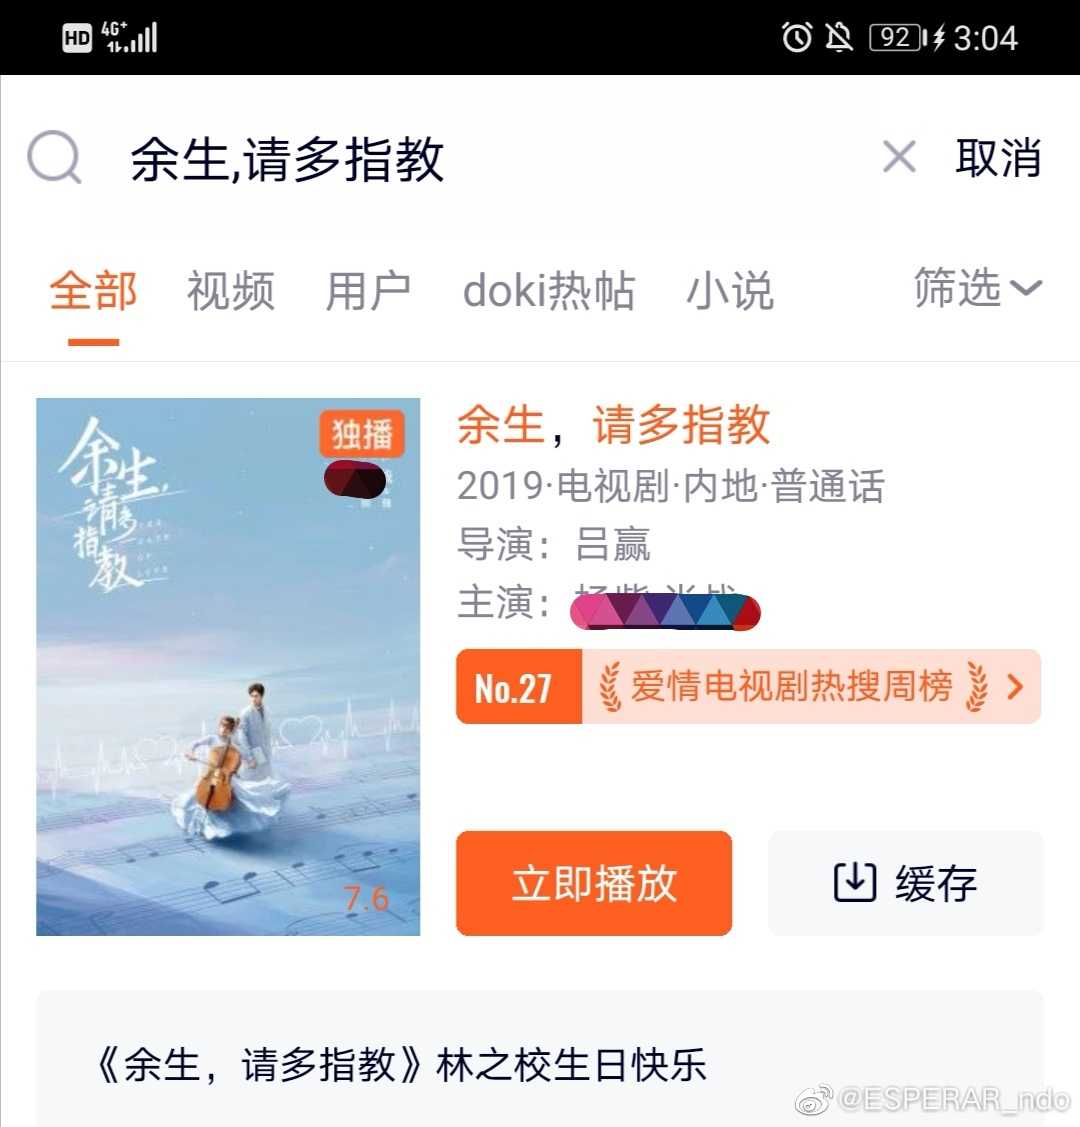 HD 4G+ 92 3:04
余生,请多指教
取消
全部 视频 用户 doki热帖 小说 筛选
余生,请多指教
独播
7.6
余生，请多指教
2019·电视剧·内地·普通话
导演：吕赢
主演：
No.27 爱情电视剧热搜周榜
立即播放
缓存
《余生，请多指教》林之校生日快乐
@ESPERAR_ndo